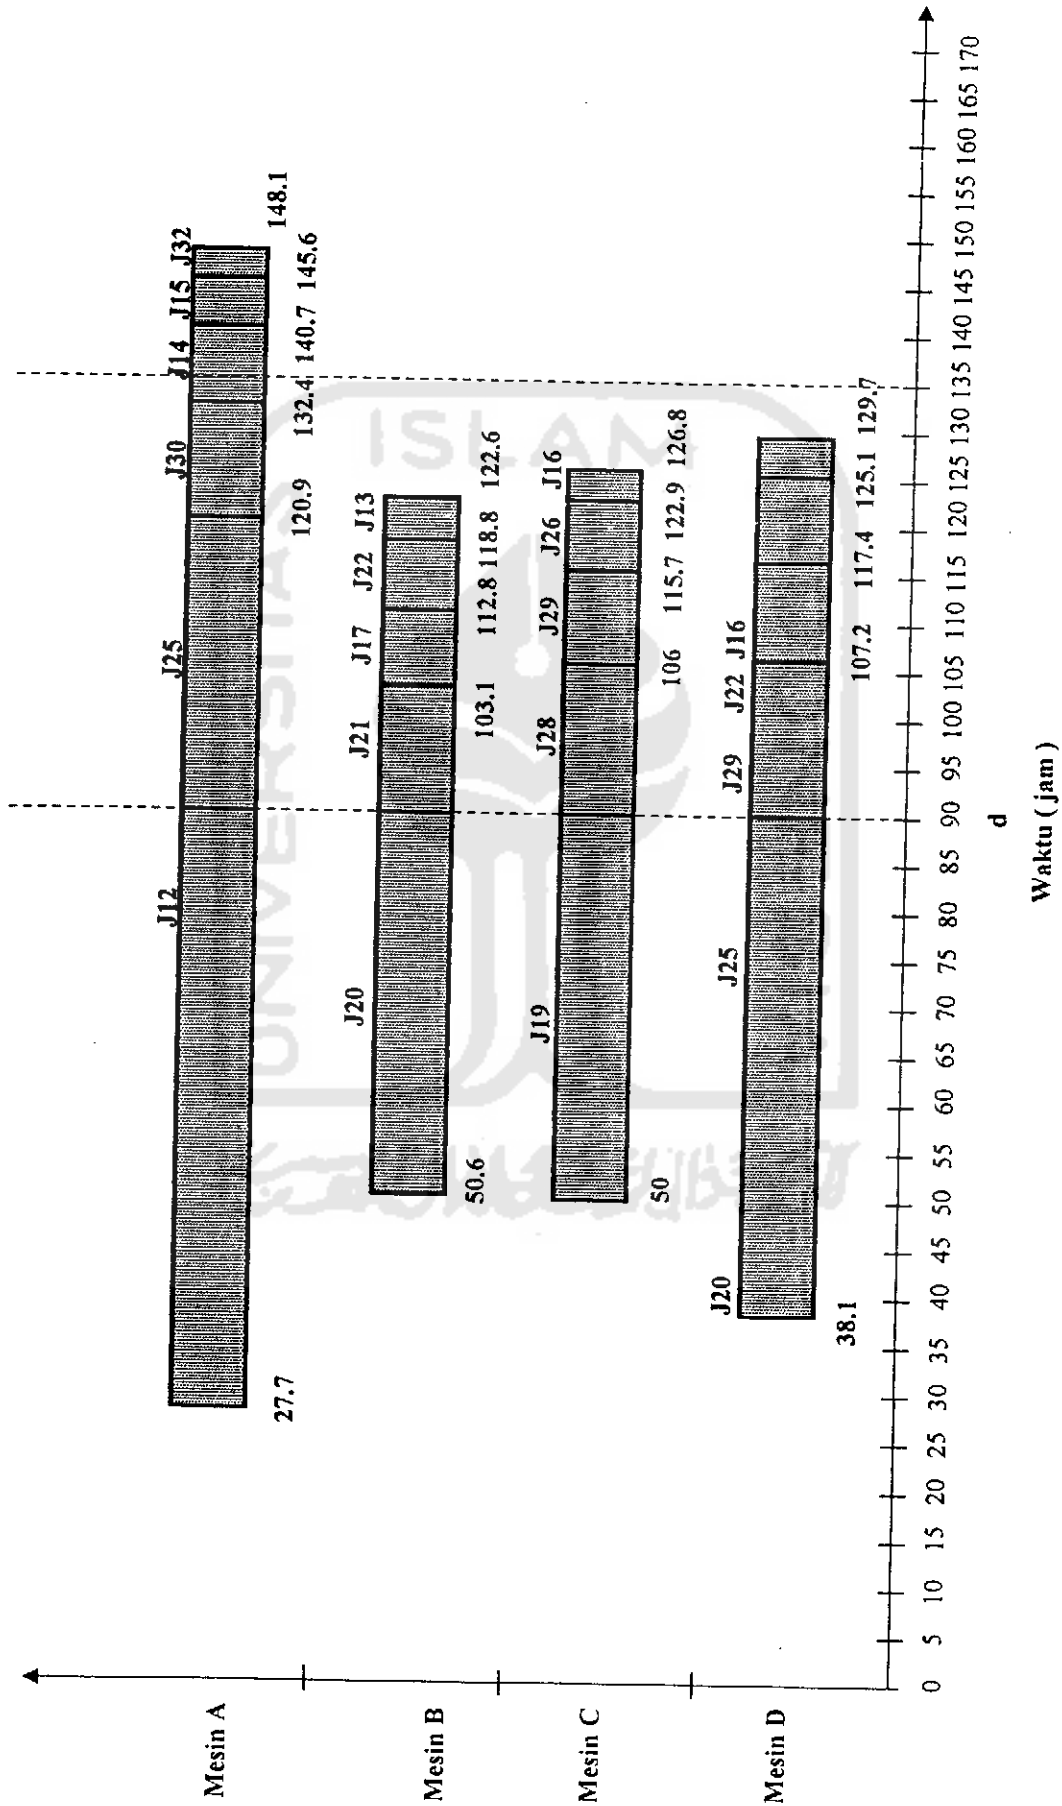 Mesin A
J12 J25 J30 J14 J15 J32
27.7 120.9 132.4 140.7 145.6 148.1
Mesin B
J20 J21 J17 J22 J13
50.6 103.1 112.8 118.8 122.6
Mesin C
J19 J28 J29 J26 J16
50 106 115.7 122.9 126.8
Mesin D
J20 J25 J29 J22 J16
38.1 107.2 117.4 125.1 129.7
0 5 10 15 20 25 30 35 40 45 50 55 60 65 70 75 80 85 90 95 100 105 110 115 120 125 130 135 140 145 150 155 160 165 170
d
Waktu ( jam )
UNIVERSITAS
ISLAM